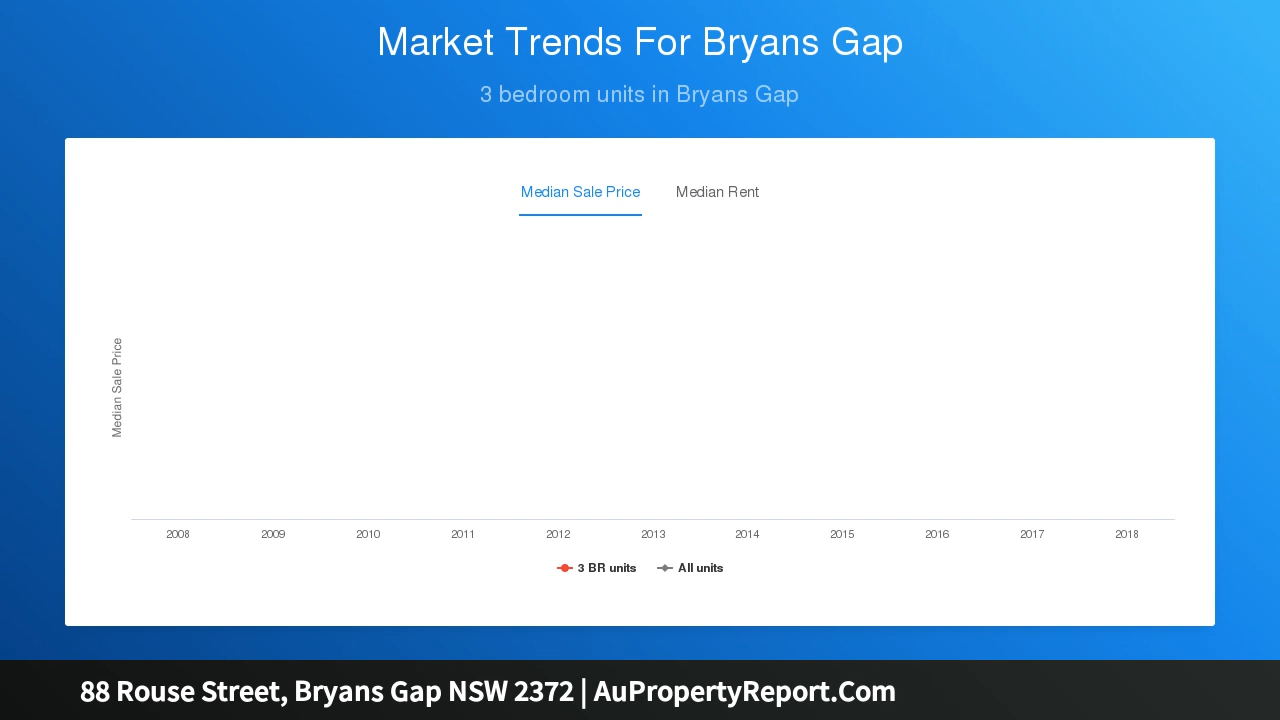 Market Trends For Bryans Gap
3 bedroom units in Bryans Gap
Median Sale Price Median Rent
Median Sale Price
2008 2009 2010 2011 2012 2013 2014 2015 2016 2017 2018
3 BR units All units
88 Rouse Street, Bryans Gap NSW 2372 | AuPropertyReport.Com